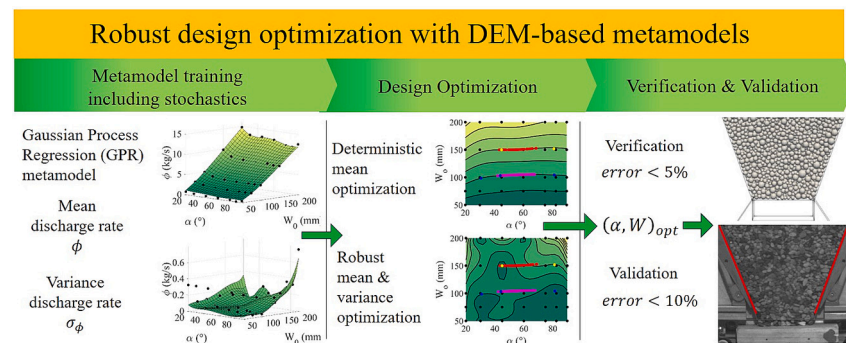 Robust design optimization with DEM-based metamodels
Metamodel training
including stochastics
Design Optimization
Verification & Validation
Gaussian Process
Regression (GPR)
metamodel
Mean
discharge rate
ϕ
Variance
discharge rate
σϕ
ϕ (kg/s)
15
10
5
0
20
40
60
80
α (°)
50
100
150
200
W₀ (mm
ϕ (kg/s)
0.6
0.4
0.2
0
20
40
60
80
α (°)
50
100
150
200
W₀ (mm
Deterministic
mean
optimization
Robust
mean &
variance
optimization
W₀ (mm)
200
150
100
50
20
40
60
80
α (°)
W₀ (mm)
200
150
100
50
20
40
60
80
α (°)
Verification
error < 5%
(α, W)opt
Validation
error < 10%